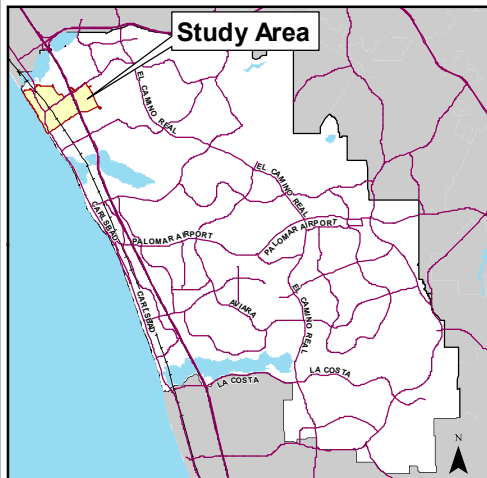 Study Area
EL CAMINO REAL
EL CAMINO REAL
CARLSBAD
PALOMAR AIRPORT
PALOMAR AIRPORT
CARLSBAD
AVIARA
EL CAMINO REAL
LA COSTA
LA COSTA
N